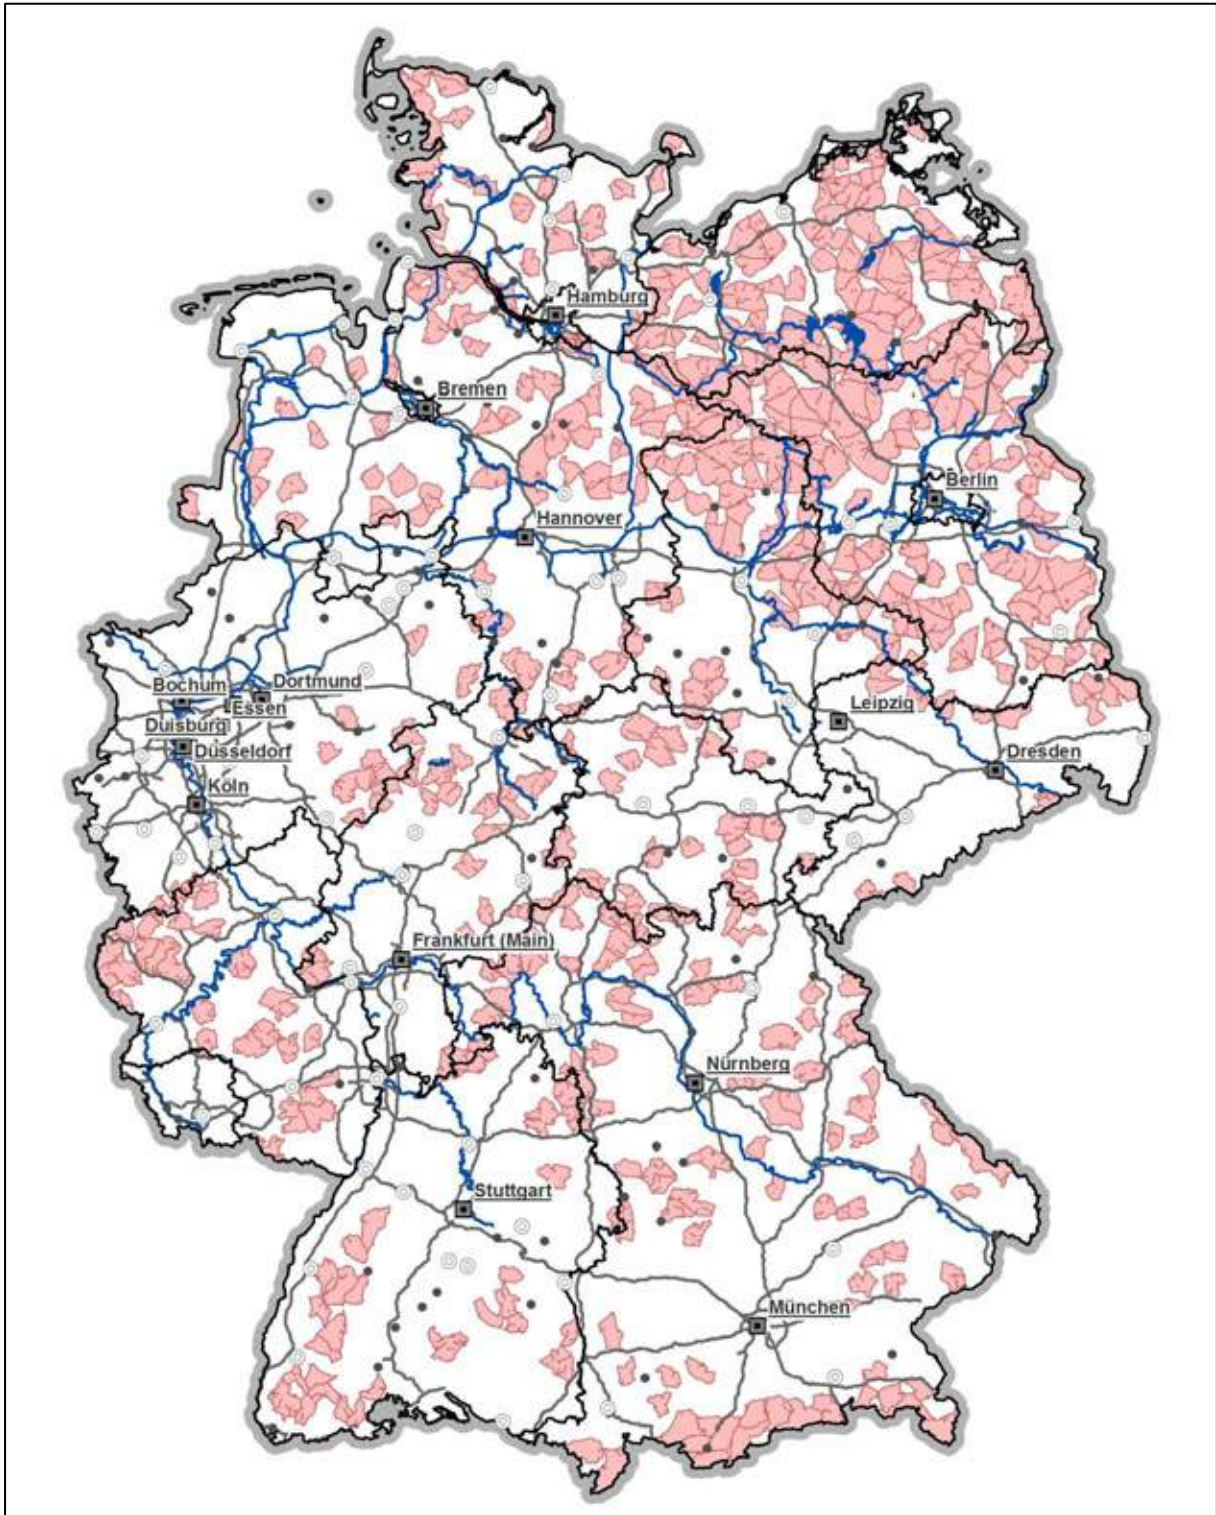 Hamburg
Bremen
Berlin
Hannover
Bochum
Dortmund
Essen
Duisburg
Düsseldorf
Leipzig
Dresden
Köln
Frankfurt (Main)
Nürnberg
Stuttgart
München